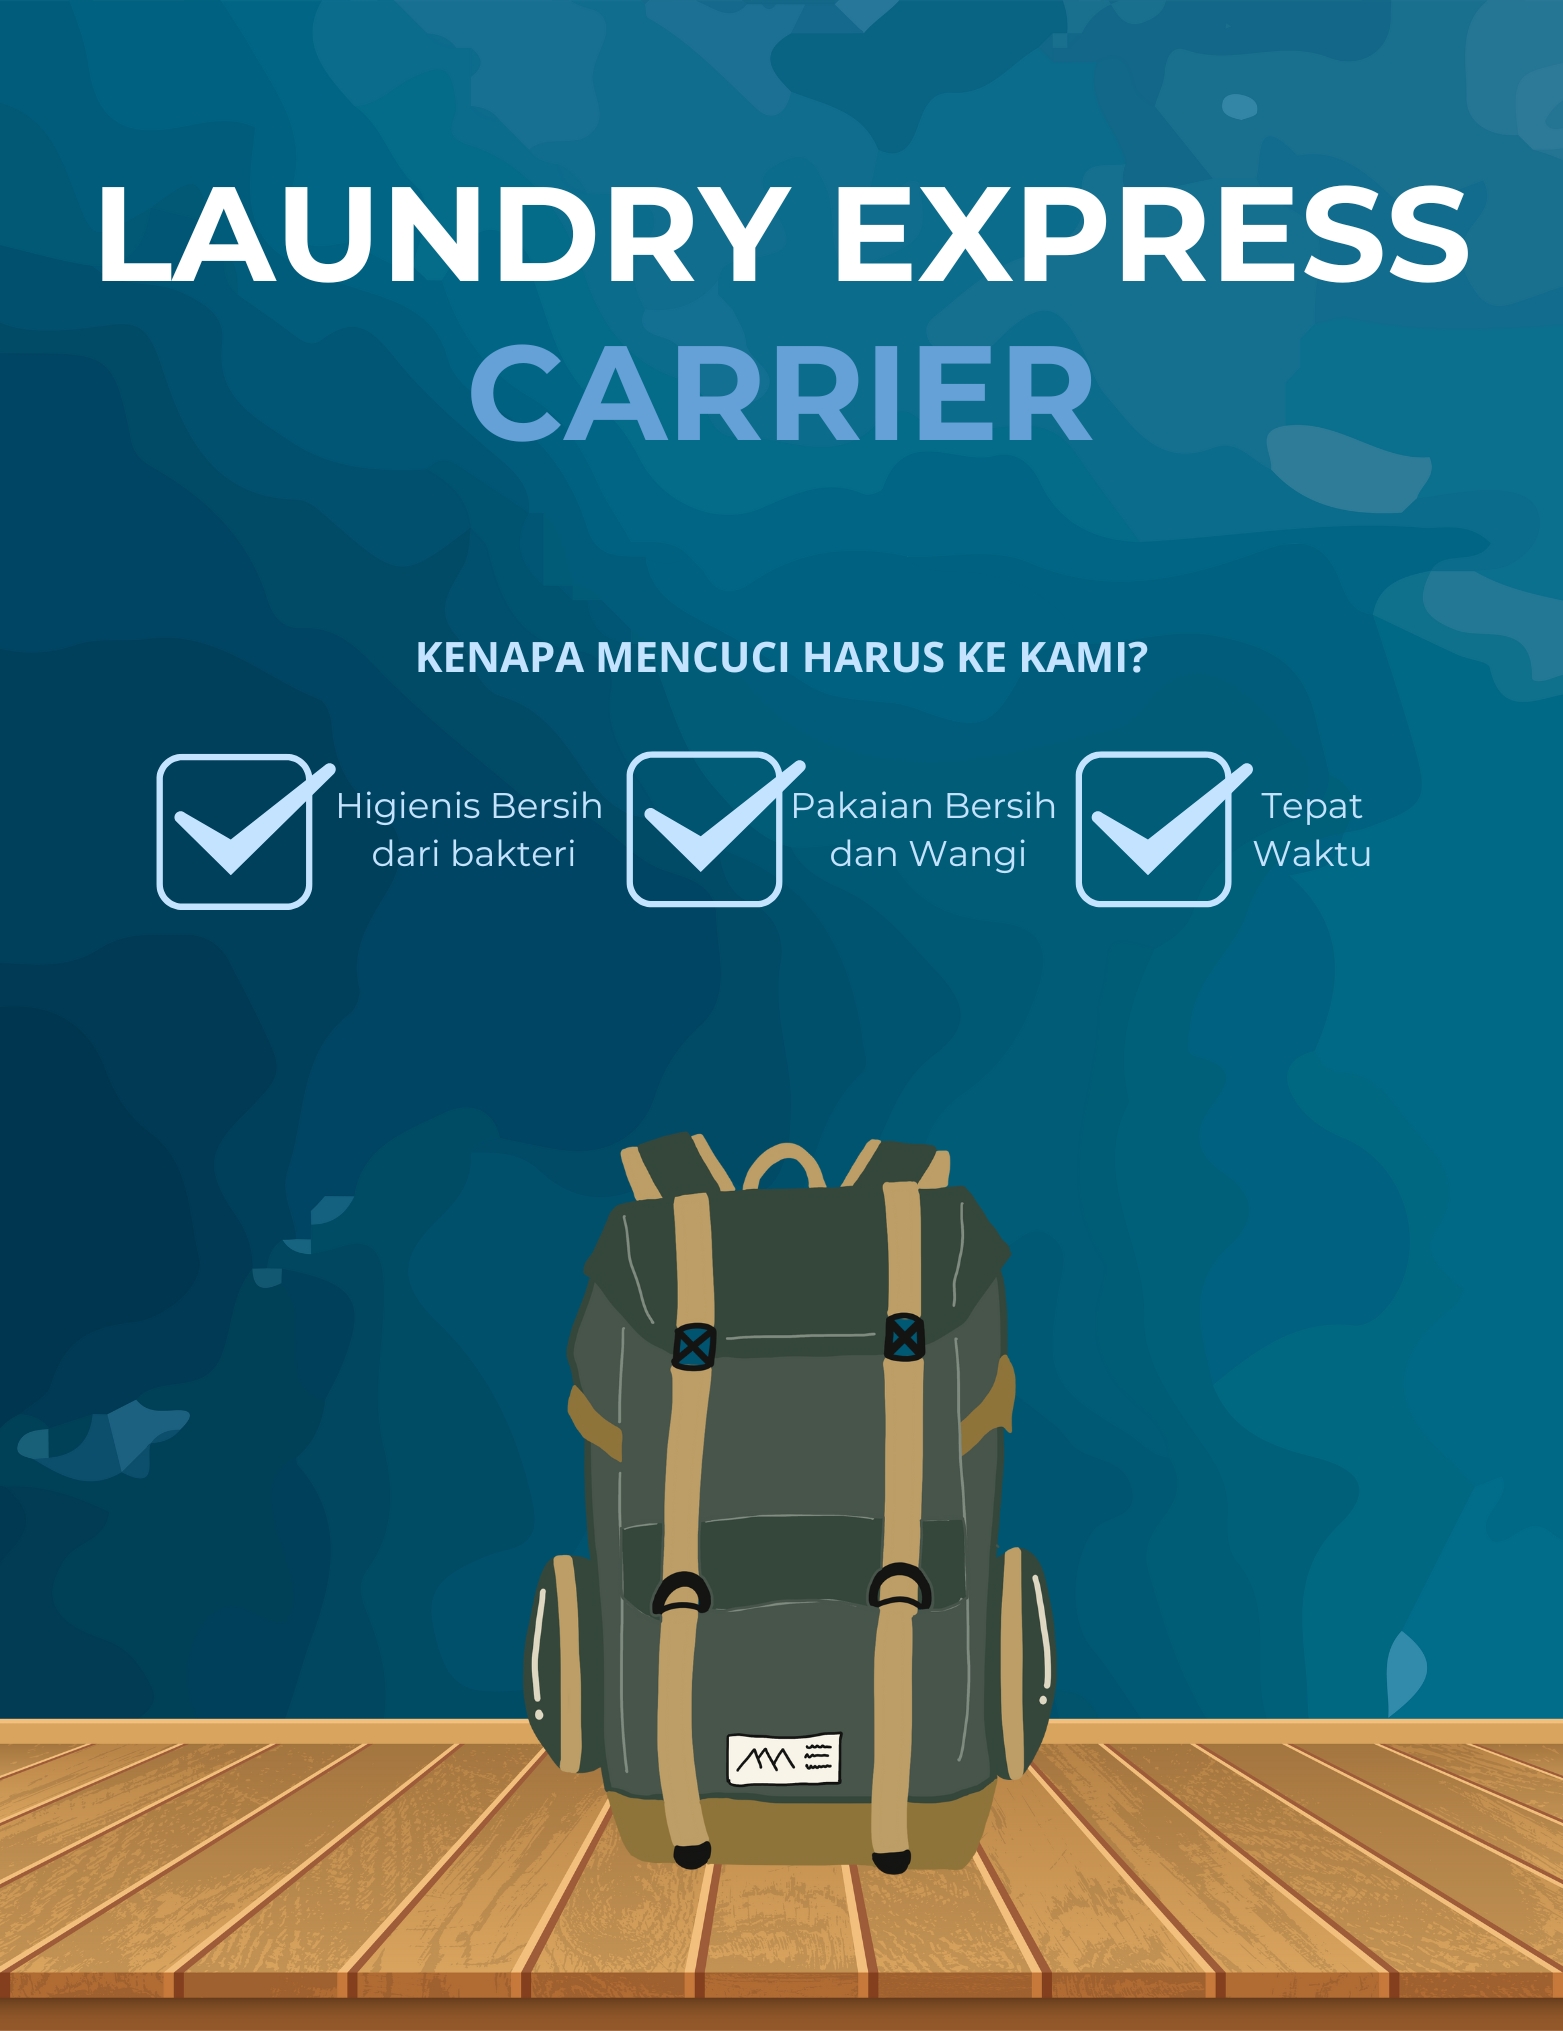 LAUNDRY EXPRESS
CARRIER
KENAPA MENCUCI HARUS KE KAMI?
Higienis Bersih
dari bakteri
Pakaian Bersih
dan Wangi
Tepat
Waktu